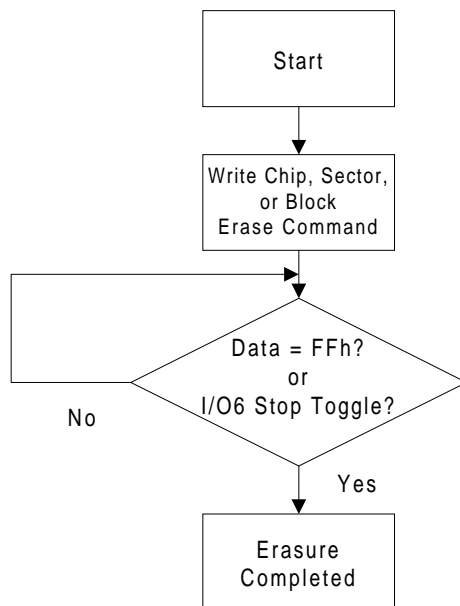 Start
Write Chip, Sector,
or Block
Erase Command
Data = FFh?
or
I/O6 Stop Toggle?
No
Yes
Erasure
Completed